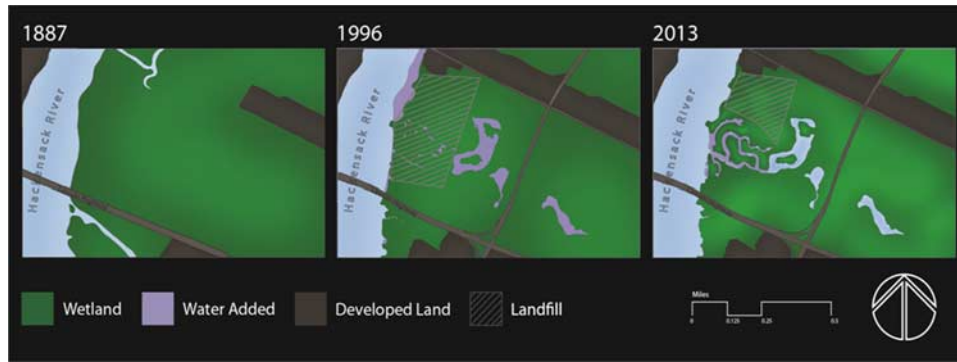 1887
1996
2013
Hackensack River
Hackensack River
Hackensack River
Wetland
Water Added
Developed Land
Landfill
Miles
0
0.125
0.25
0.5